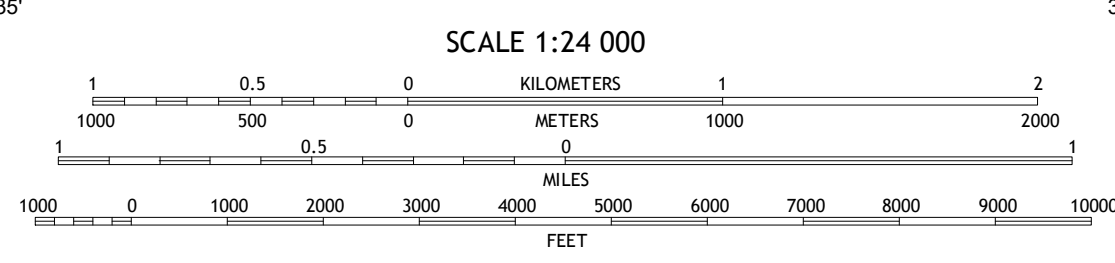 35'
3
SCALE 1:24 000
1 0.5 0 KILOMETERS 1 2
1000 500 0 METERS 1000 2000
1 0.5 0 1
MILES
1000 0 1000 2000 3000 4000 5000 6000 7000 8000 9000 10000
FEET